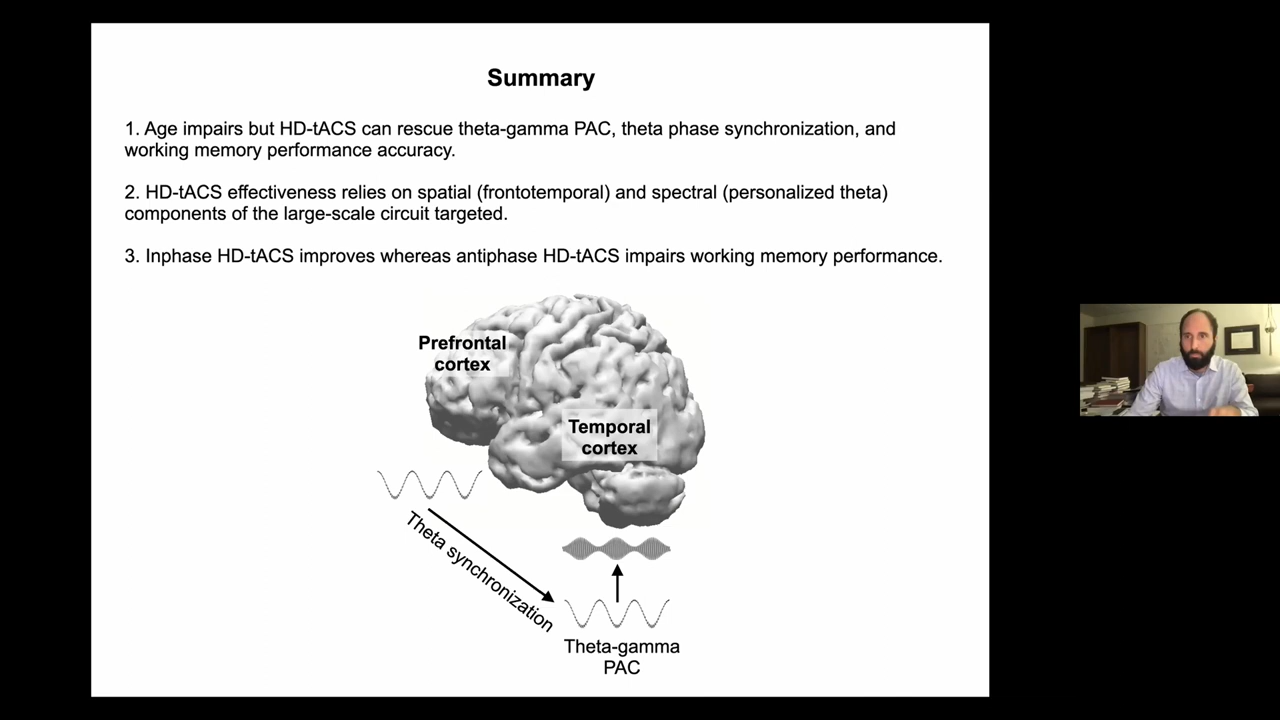 Summary
1. Age impairs but HD-tACS can rescue theta-gamma PAC, theta phase synchronization, and
working memory performance accuracy.
2. HD-tACS effectiveness relies on spatial (frontotemporal) and spectral (personalized theta)
components of the large-scale circuit targeted.
3. Inphase HD-tACS improves whereas antiphase HD-tACS impairs working memory performance.
Prefrontal
cortex
Temporal
cortex
Theta synchronization
Theta-gamma
PAC